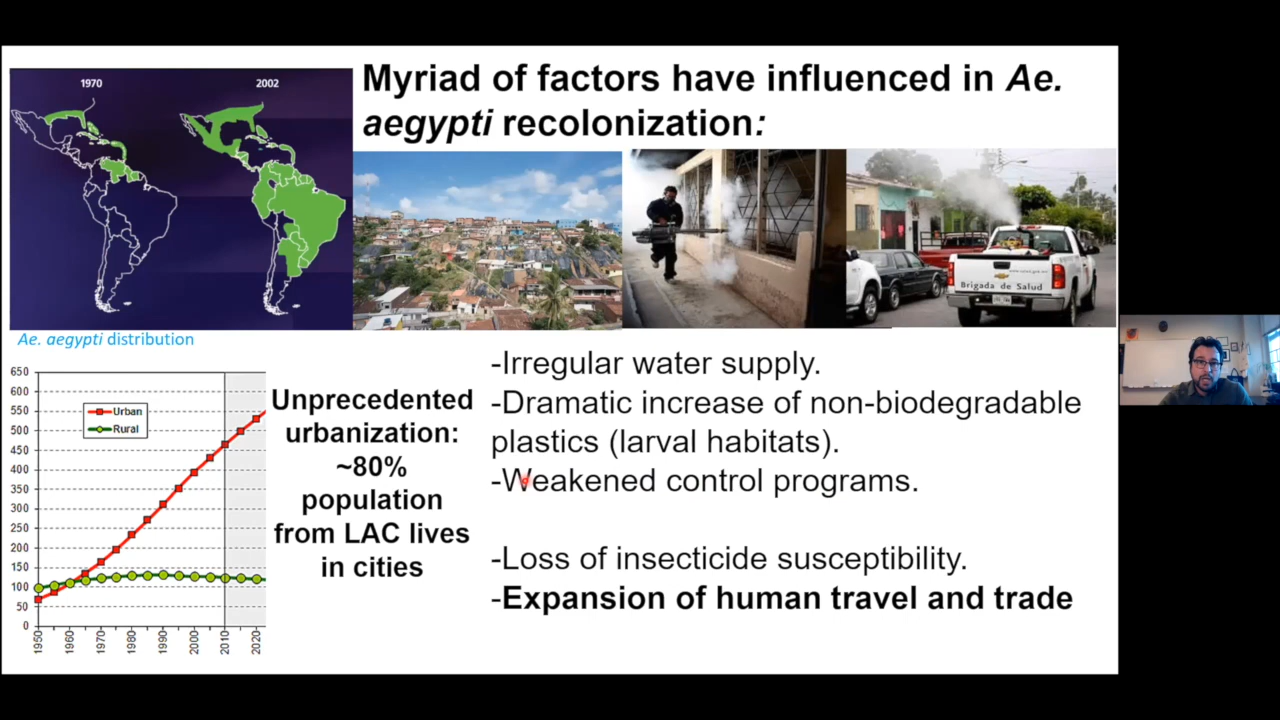 1970
2002
Myriad of factors have influenced in Ae.
aegypti recolonization:
Brigada de Salud
Ae. aegypti distribution
650
600
550
500
450
400
350
300
250
200
150
100
50
0
Urban
Rural
1950
1960
1970
1980
1990
2000
2010
2020
Unprecedented
urbanization:
~80%
population
from LAC lives
in cities
-Irregular water supply.
-Dramatic increase of non-biodegradable
plastics (larval habitats).
-Weakened control programs.
-Loss of insecticide susceptibility.
-Expansion of human travel and trade